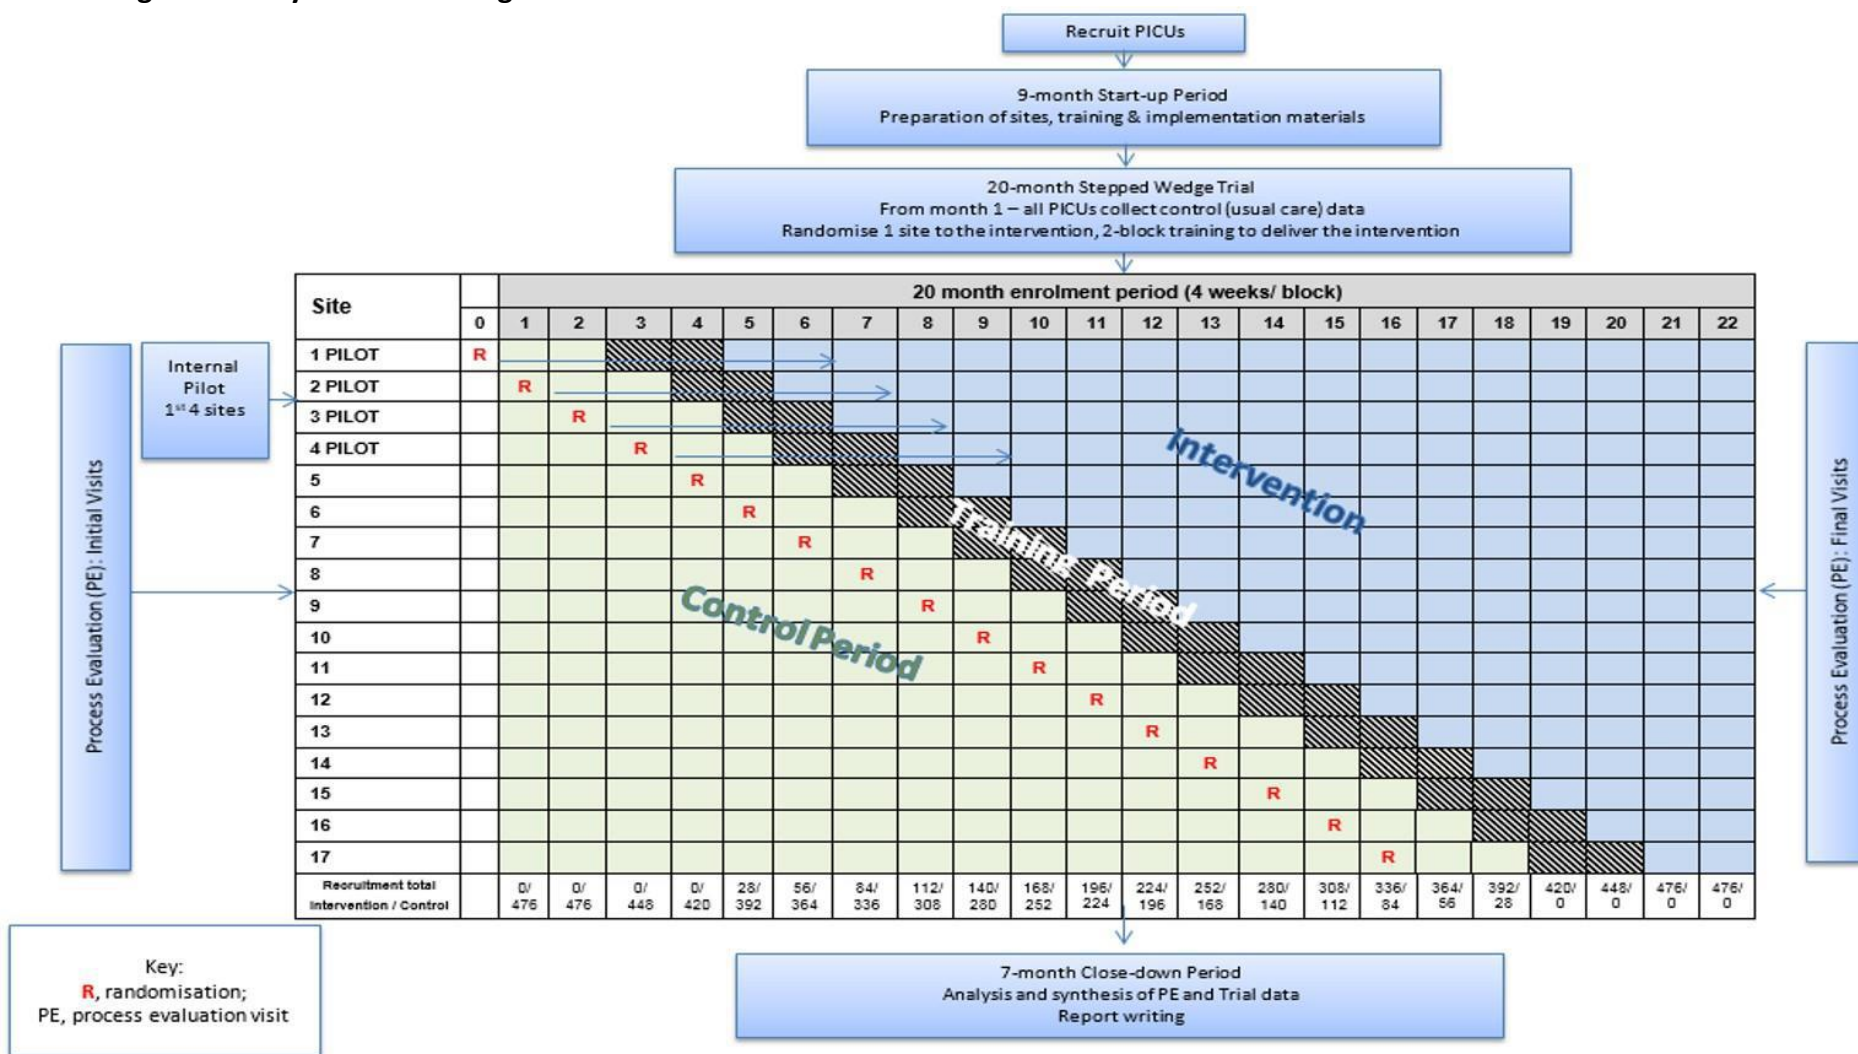 Recruit PICUs
9-month Start-up Period
Preparation of sites, training & implementation materials
20-month Stepped Wedge Trial
From month 1 – all PICUs collect control (usual care) data
Randomise 1 site to the intervention, 2-block training to deliver the intervention
Site
20 month enrolment period (4 weeks/ block)
0 1 2 3 4 5 6 7 8 9 10 11 12 13 14 15 16 17 18 19 20 21 22
1 PILOT R
2 PILOT R
3 PILOT R
4 PILOT R
5 R
6 R
7 R
8 R
9 R
10 R
11 R
12 R
13 R
14 R
15 R
16 R
17 R
Intervention
Training Period
Control Period
Recruitment total 0/ 0/ 0/ 0/ 28/ 56/ 84/ 112/ 140/ 168/ 196/ 224/ 252/ 280/ 308/ 336/ 364/ 392/ 420/ 448/ 476/ 476/
Intervention / Control 476 476 448 420 392 364 336 308 280 252 224 196 168 140 112 84 56 28 0 0 0 0
Internal
Pilot
1st 4 sites
Process Evaluation (PE): Initial Visits
Process Evaluation (PE): Final Visits
Key:
R, randomisation;
PE, process evaluation visit
7-month Close-down Period
Analysis and synthesis of PE and Trial data
Report writing